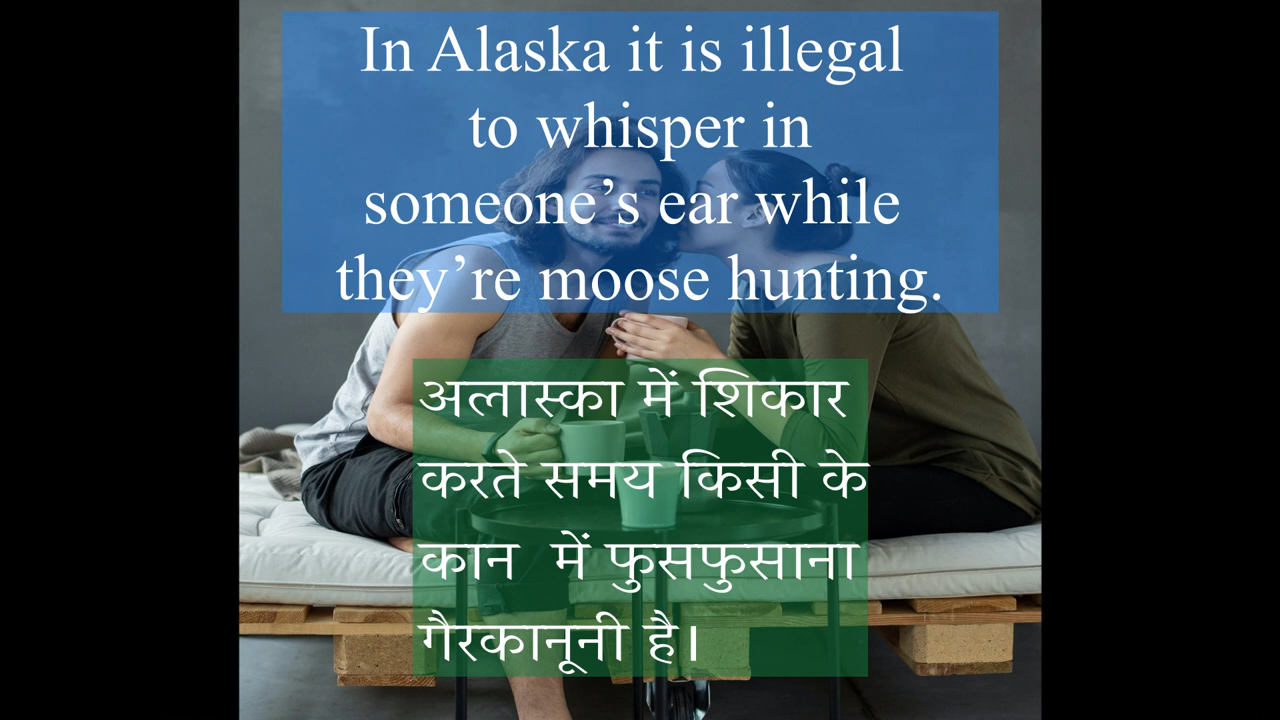 In Alaska it is illegal
to whisper in
someone’s ear while
they’re moose hunting.
अलास्का में शिकार
करते समय किसी के
कान में फुसफुसाना
गैरकानूनी है।